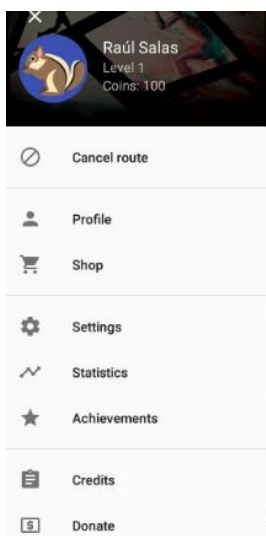 Raúl Salas
Level 1
Coins: 100
Cancel route
Profile
Shop
Settings
Statistics
Achievements
Credits
Donate